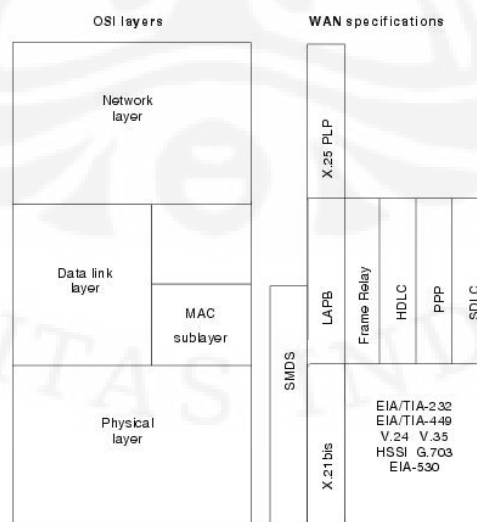 OSI layers
WAN specifications
Network
layer
Data link
layer
MAC
sublayer
Physical
layer
X.25 PLP
LAPB
Frame Relay
HDLC
PPP
SDLC
SMDS
X.21bis
EIA/TIA-232
EIA/TIA-449
V.24 V.35
HSSI G.703
EIA-530